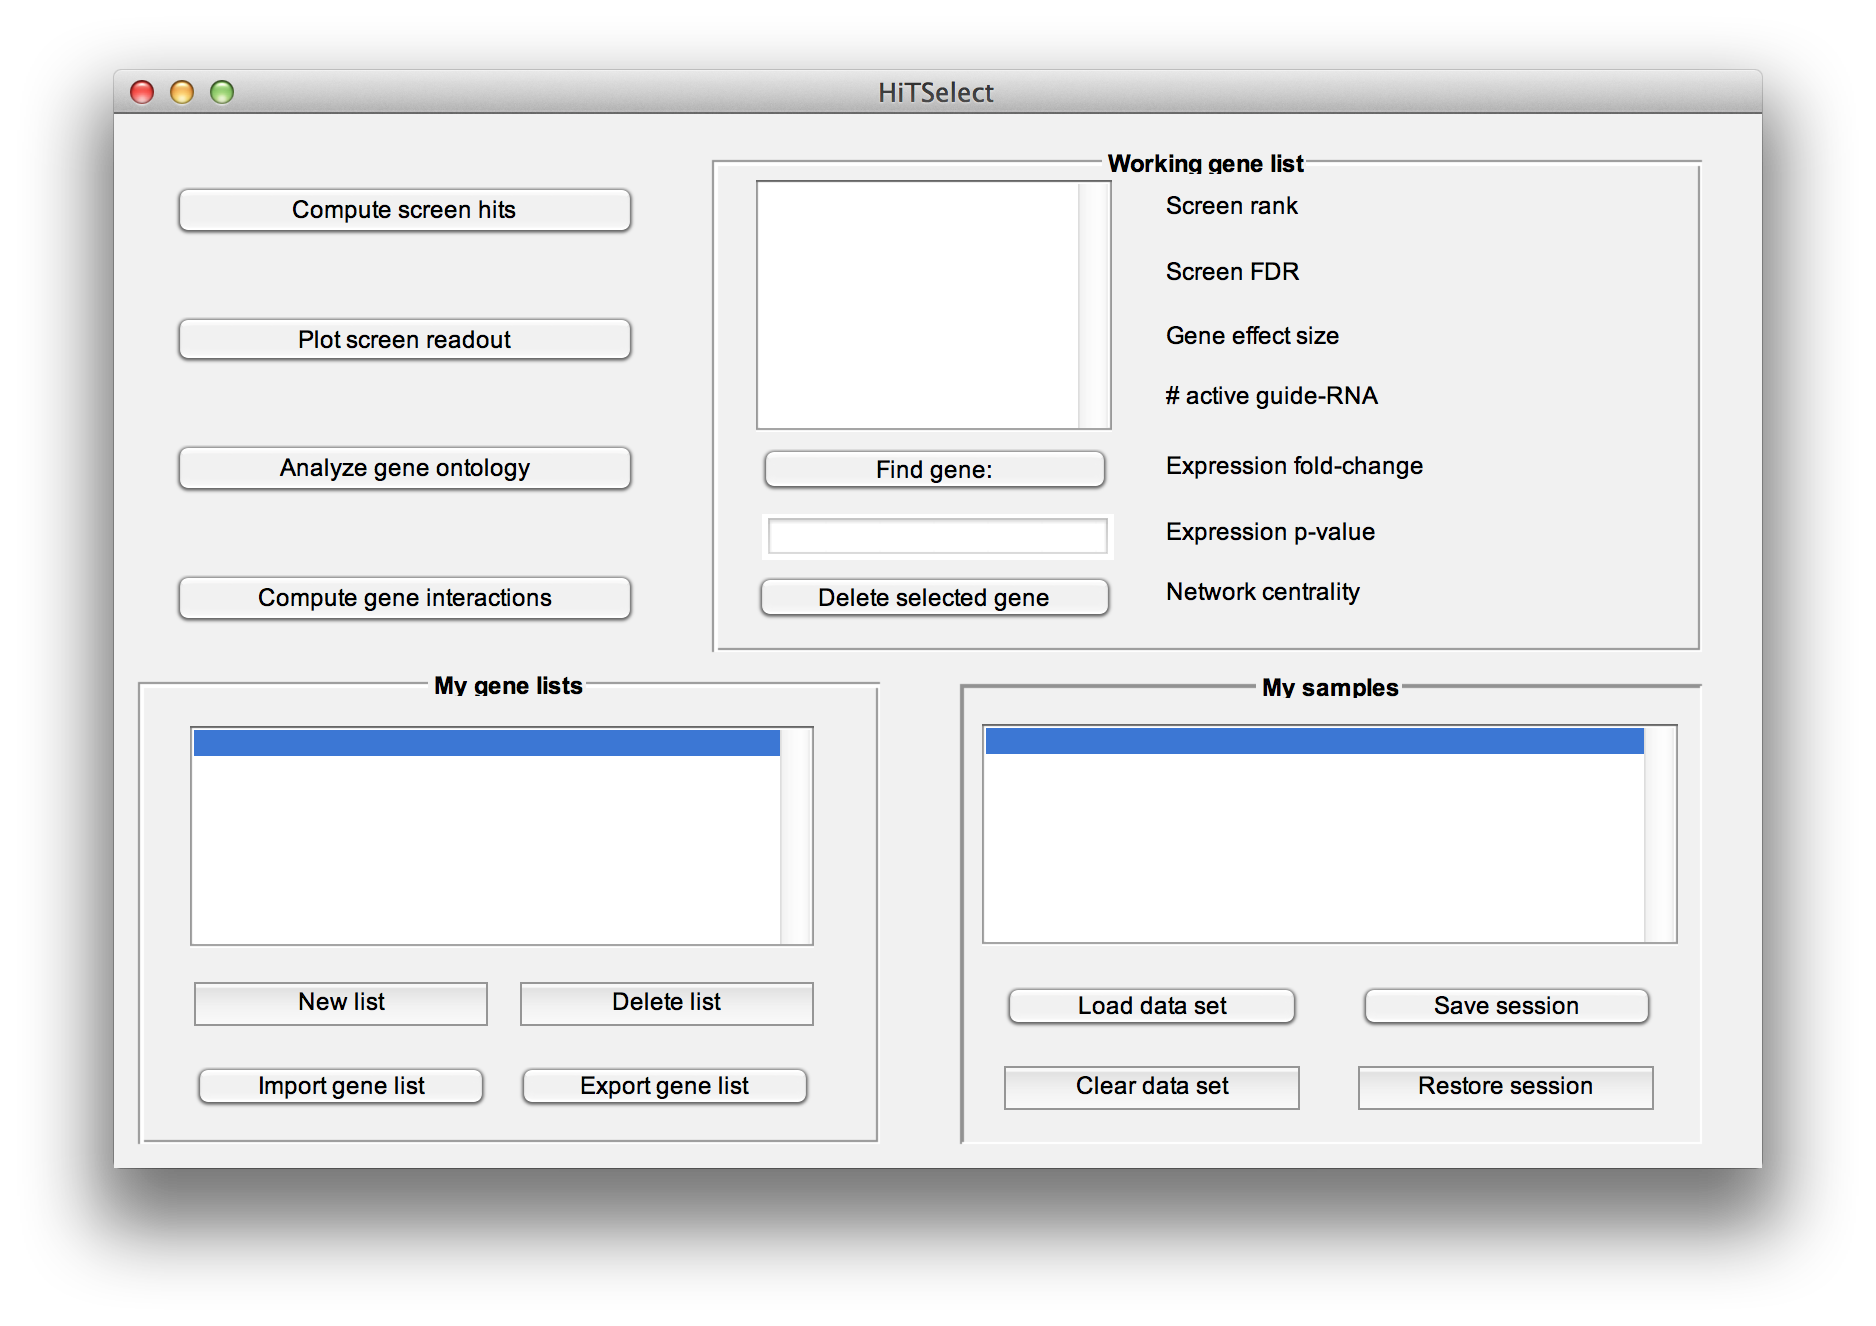 HiTSelect
Compute screen hits
Plot screen readout
Analyze gene ontology
Compute gene interactions
Working gene list
Screen rank
Screen FDR
Gene effect size
# active guide-RNA
Find gene:
Expression fold-change
Expression p-value
Delete selected gene
Network centrality
My gene lists
New list
Delete list
Import gene list
Export gene list
My samples
Load data set
Save session
Clear data set
Restore session